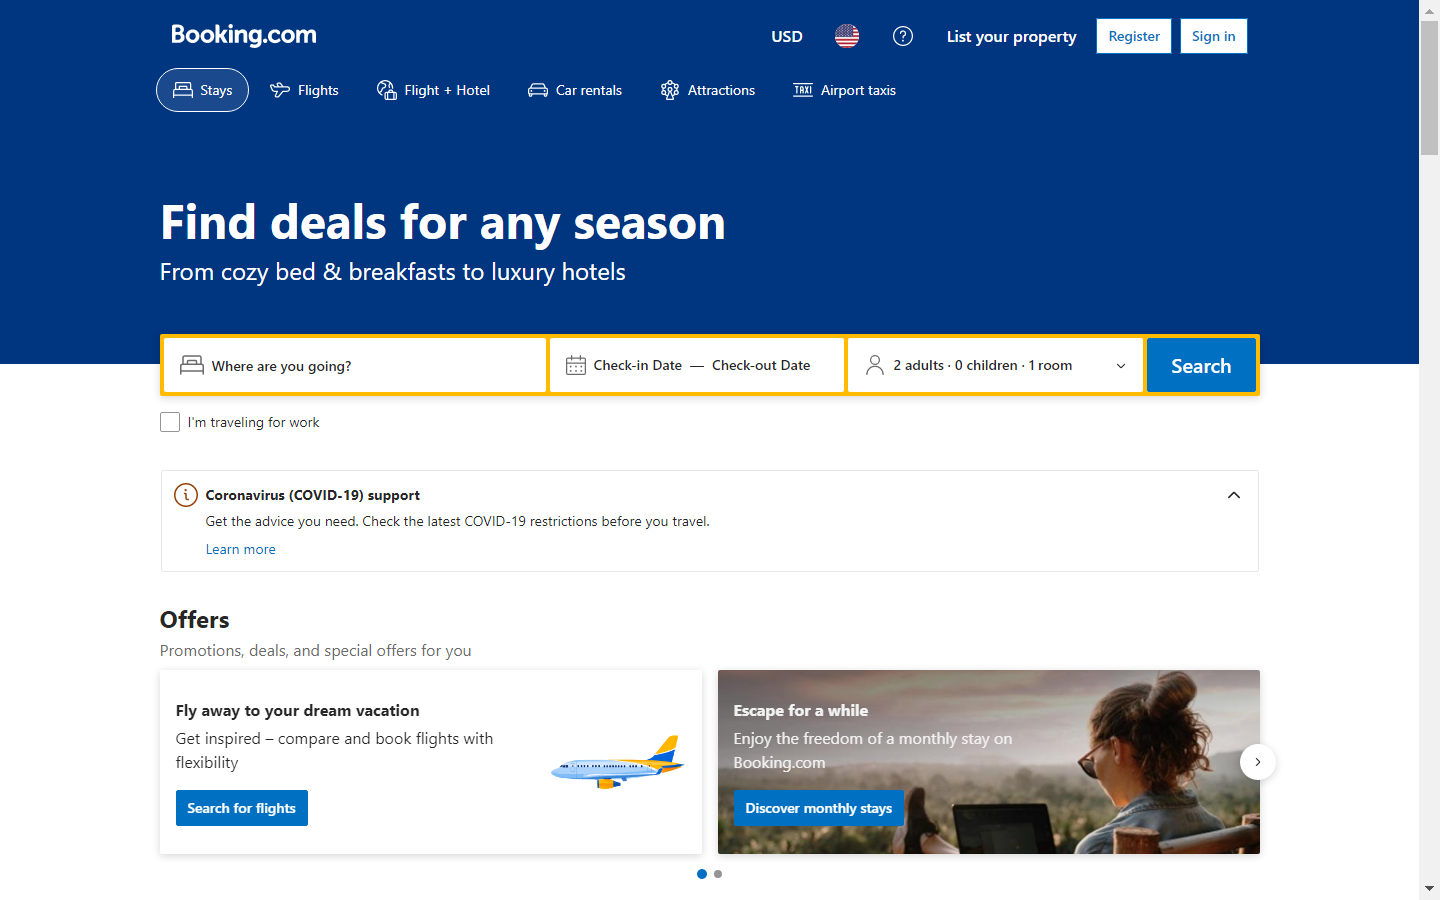 Booking.com
USD
List your property
Register
Sign in
Stays
Flights
Flight + Hotel
Car rentals
Attractions
TAXI
Airport taxis
Find deals for any season
From cozy bed & breakfasts to luxury hotels
Where are you going?
Check-in Date — Check-out Date
2 adults · 0 children · 1 room
Search
I'm traveling for work
Coronavirus (COVID-19) support
Get the advice you need. Check the latest COVID-19 restrictions before you travel.
Learn more
Offers
Promotions, deals, and special offers for you
Fly away to your dream vacation
Get inspired – compare and book flights with
flexibility
Search for flights
Escape for a while
Enjoy the freedom of a monthly stay on
Booking.com
Discover monthly stays